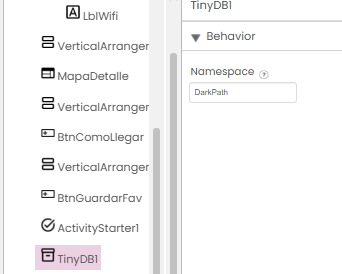 LblWifi
VerticalArranger
MapaDetalle
VerticalArranger
BtnComoLlegar
VerticalArranger
BtnGuardarFav
ActivityStarter1
TinyDB1
TinyDB1
Behavior
Namespace ?
DarkPath